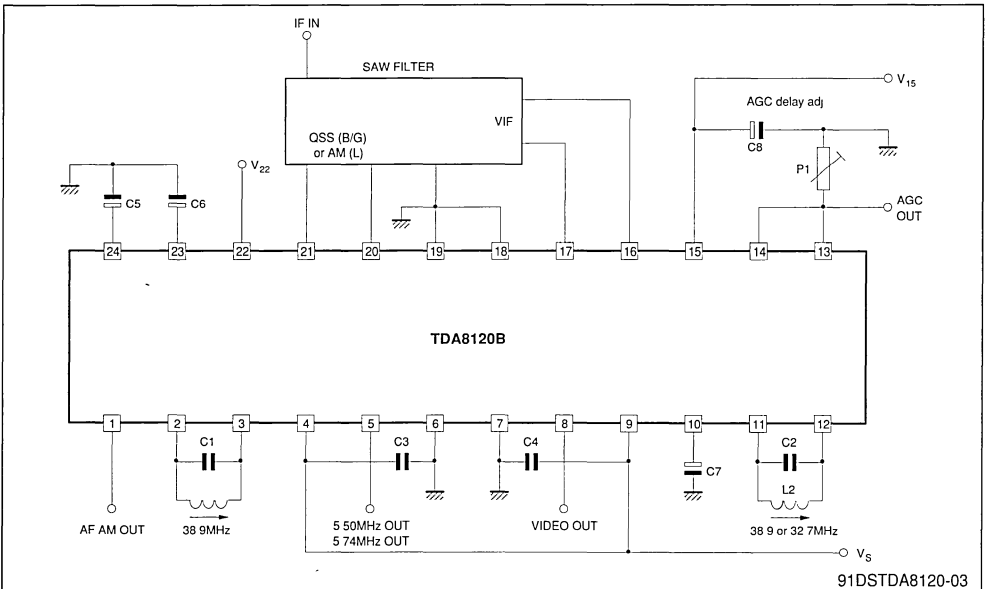 IF IN
SAW FILTER
V15
AGC delay adj
VIF
QSS (B/G)
or AM (L)
V22
C8
P1
C5
C6
AGC
OUT
24
23
22
21
20
19
18
17
16
15
14
13
TDA8120B
1
2
3
4
5
6
7
8
9
10
11
12
C1
C3
C4
C7
C2
L2
AF AM OUT
38 9MHz
5 50MHz OUT
5 74MHz OUT
VIDEO OUT
38 9 or 32 7MHz
VS
91DSTDA8120-03